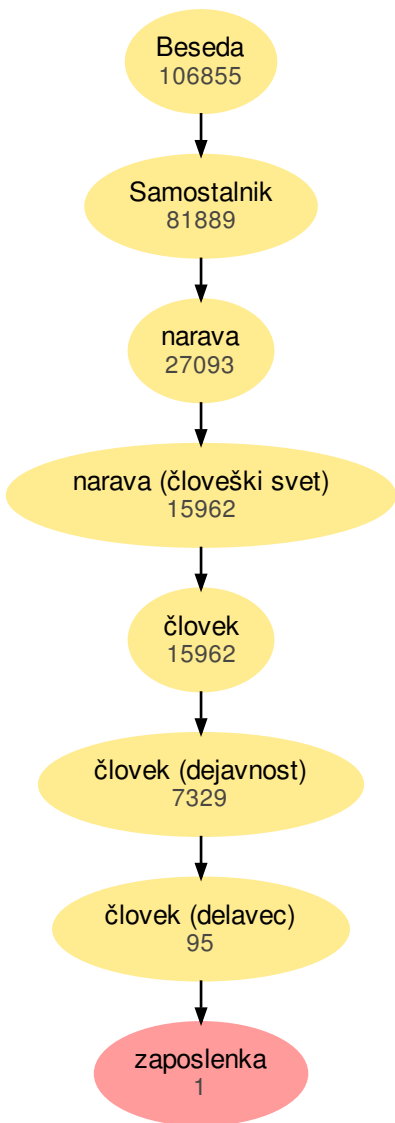 Beseda
106855
Samostalnik
81889
narava
27093
narava (človeški svet)
15962
človek
15962
človek (dejavnost)
7329
človek (delavec)
95
zaposlenka
1